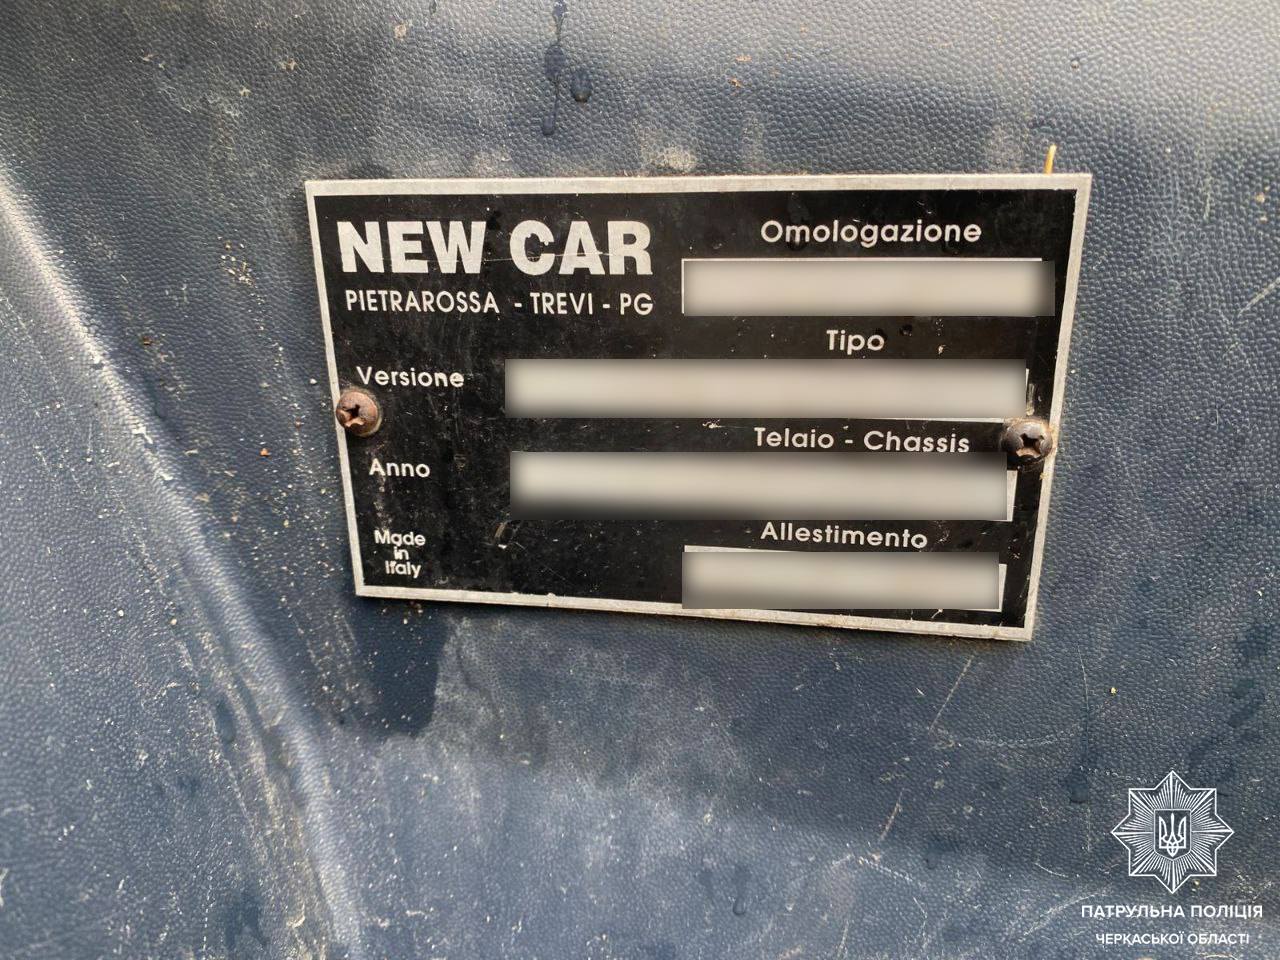 NEW CAR
PIETRAROSSA - TREVI - PG
Omologazione
Tipo
Versione
Telaio - Chassis
Anno
Allestimento
Made
in
Italy
ПАТРУЛЬНА ПОЛІЦІЯ
ЧЕРКАСЬКОЇ ОБЛАСТІ